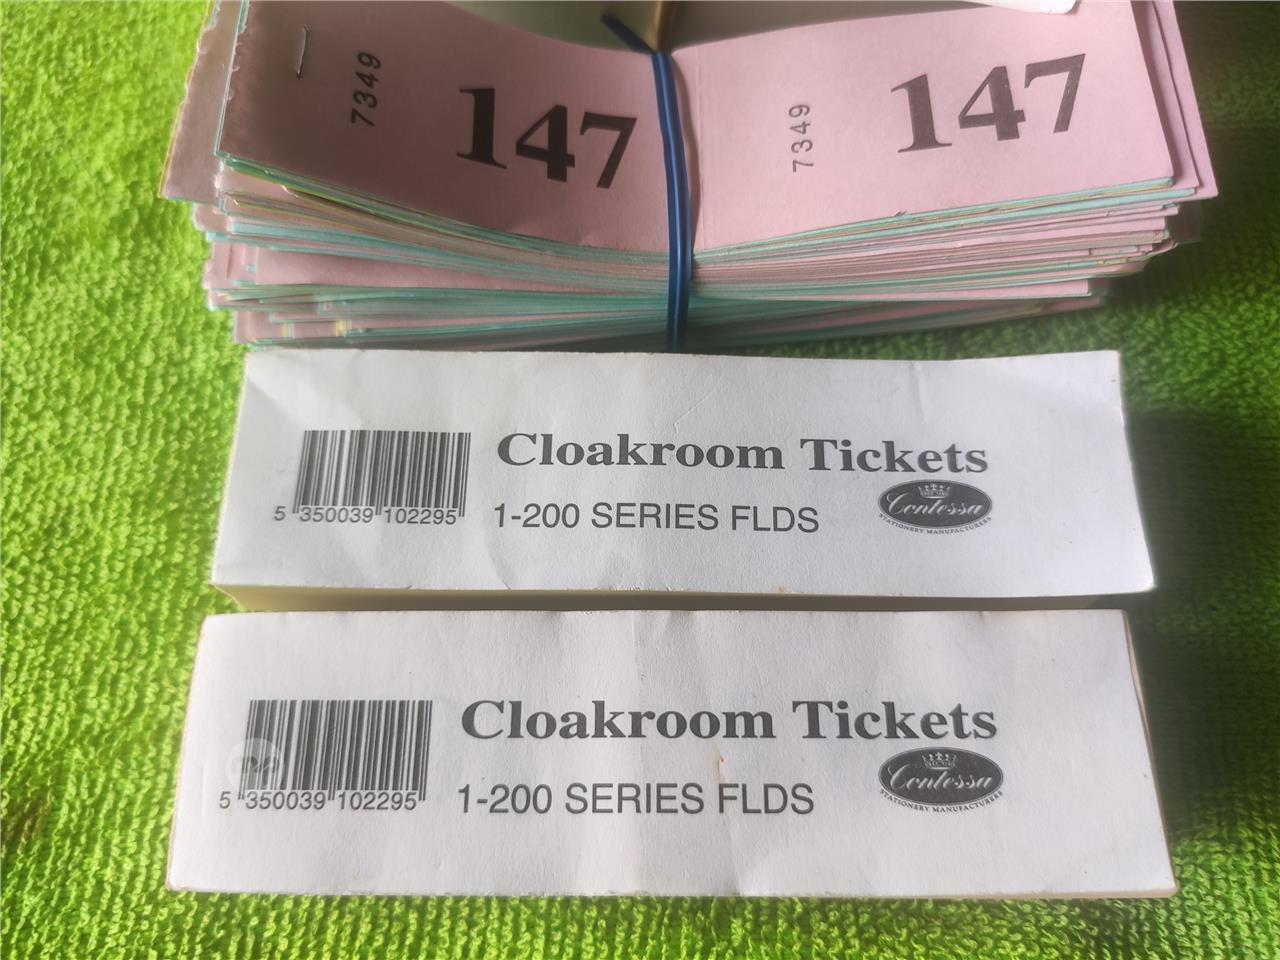 7349
147
7349
147
Cloakroom Tickets
1-200 SERIES FLDS
5 350039 102295
Contessa
STATIONERY MANUFACTURERS
Cloakroom Tickets
1-200 SERIES FLDS
5 350039 102295
Contessa
STATIONERY MANUFACTURERS